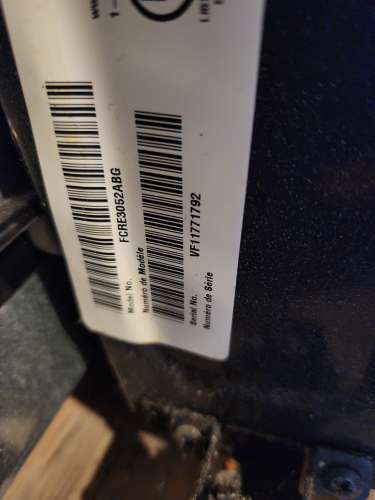 FCRE3052ABG
Model No.
Numéro de Modèle
VF11771792
Serial No.
Numéro de Série